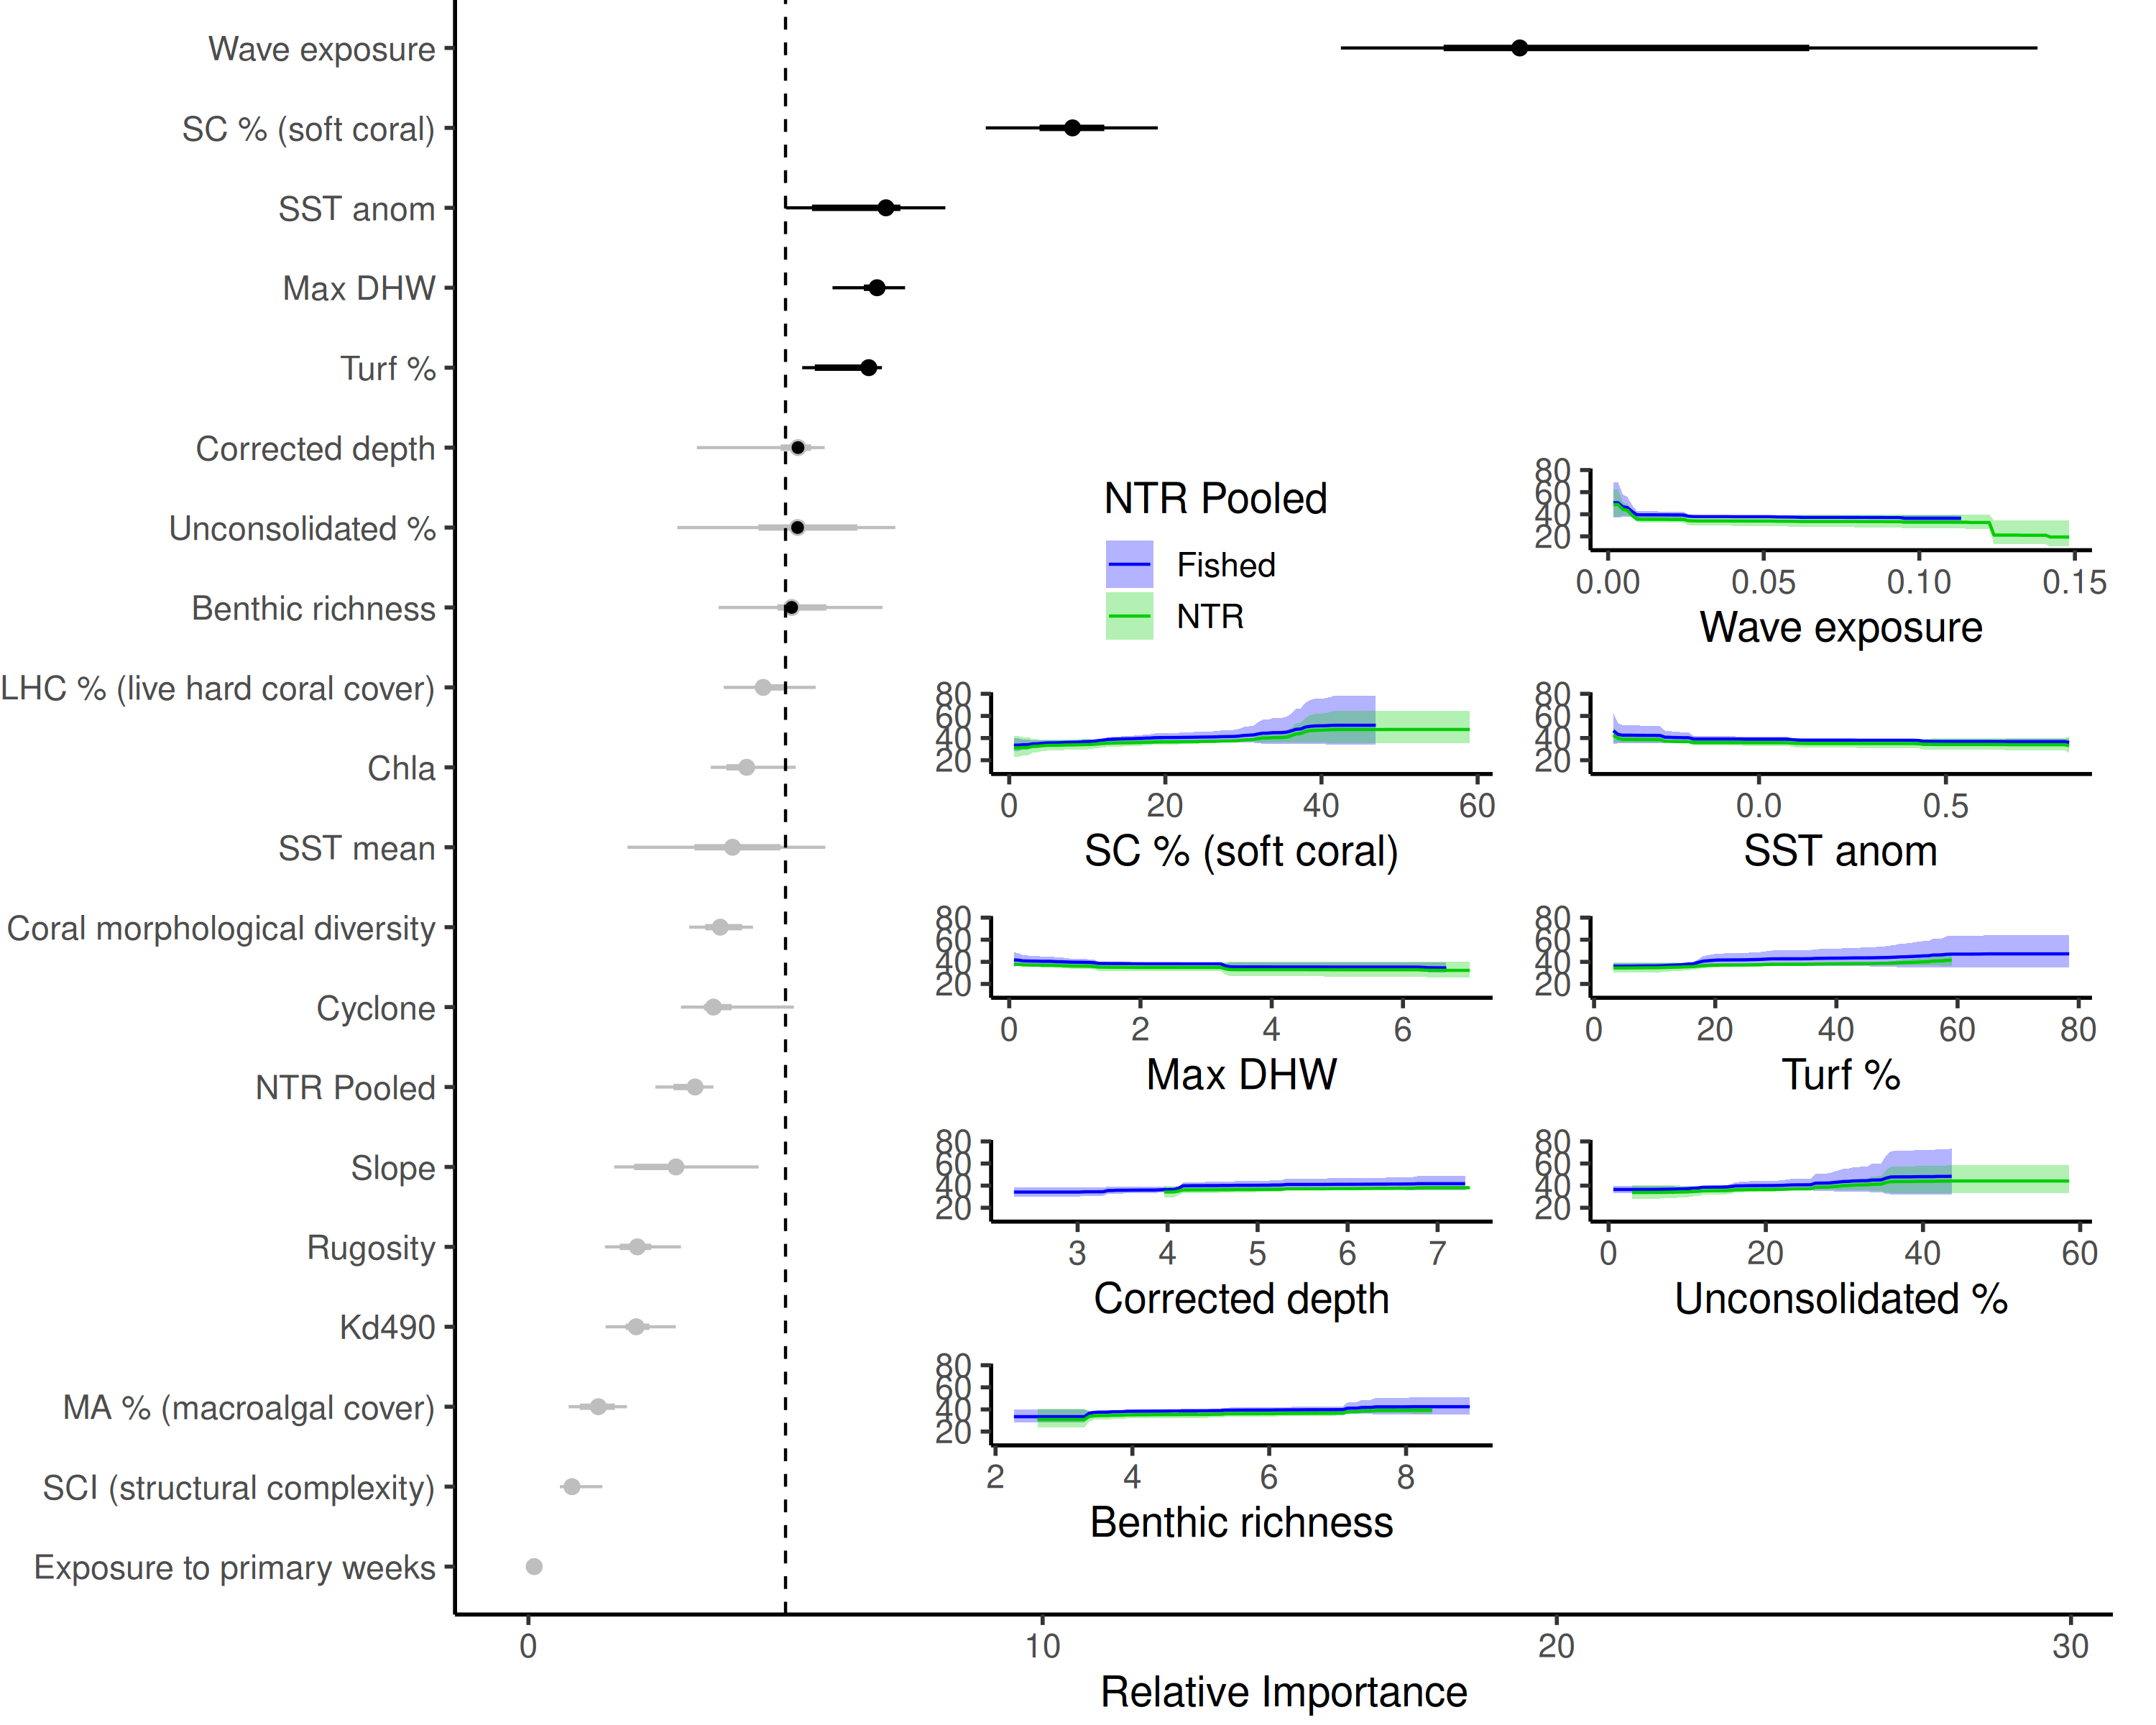 Wave exposure
SC % (soft coral)
SST anom
Max DHW
Turf %
Corrected depth
Unconsolidated %
Benthic richness
LHC % (live hard coral cover)
Chla
SST mean
Coral morphological diversity
Cyclone
NTR Pooled
Slope
Rugosity
Kd490
MA % (macroalgal cover)
SCI (structural complexity)
Exposure to primary weeks
0 10 20 30
Relative Importance
NTR Pooled
Fished
NTR
80
60
40
20
0.00 0.05 0.10 0.15
Wave exposure
80
60
40
20
0 20 40 60
SC % (soft coral)
80
60
40
20
0.0 0.5
SST anom
80
60
40
20
0 2 4 6
Max DHW
80
60
40
20
0 20 40 60 80
Turf %
80
60
40
20
3 4 5 6 7
Corrected depth
80
60
40
20
0 20 40 60
Unconsolidated %
80
60
40
20
2 4 6 8
Benthic richness